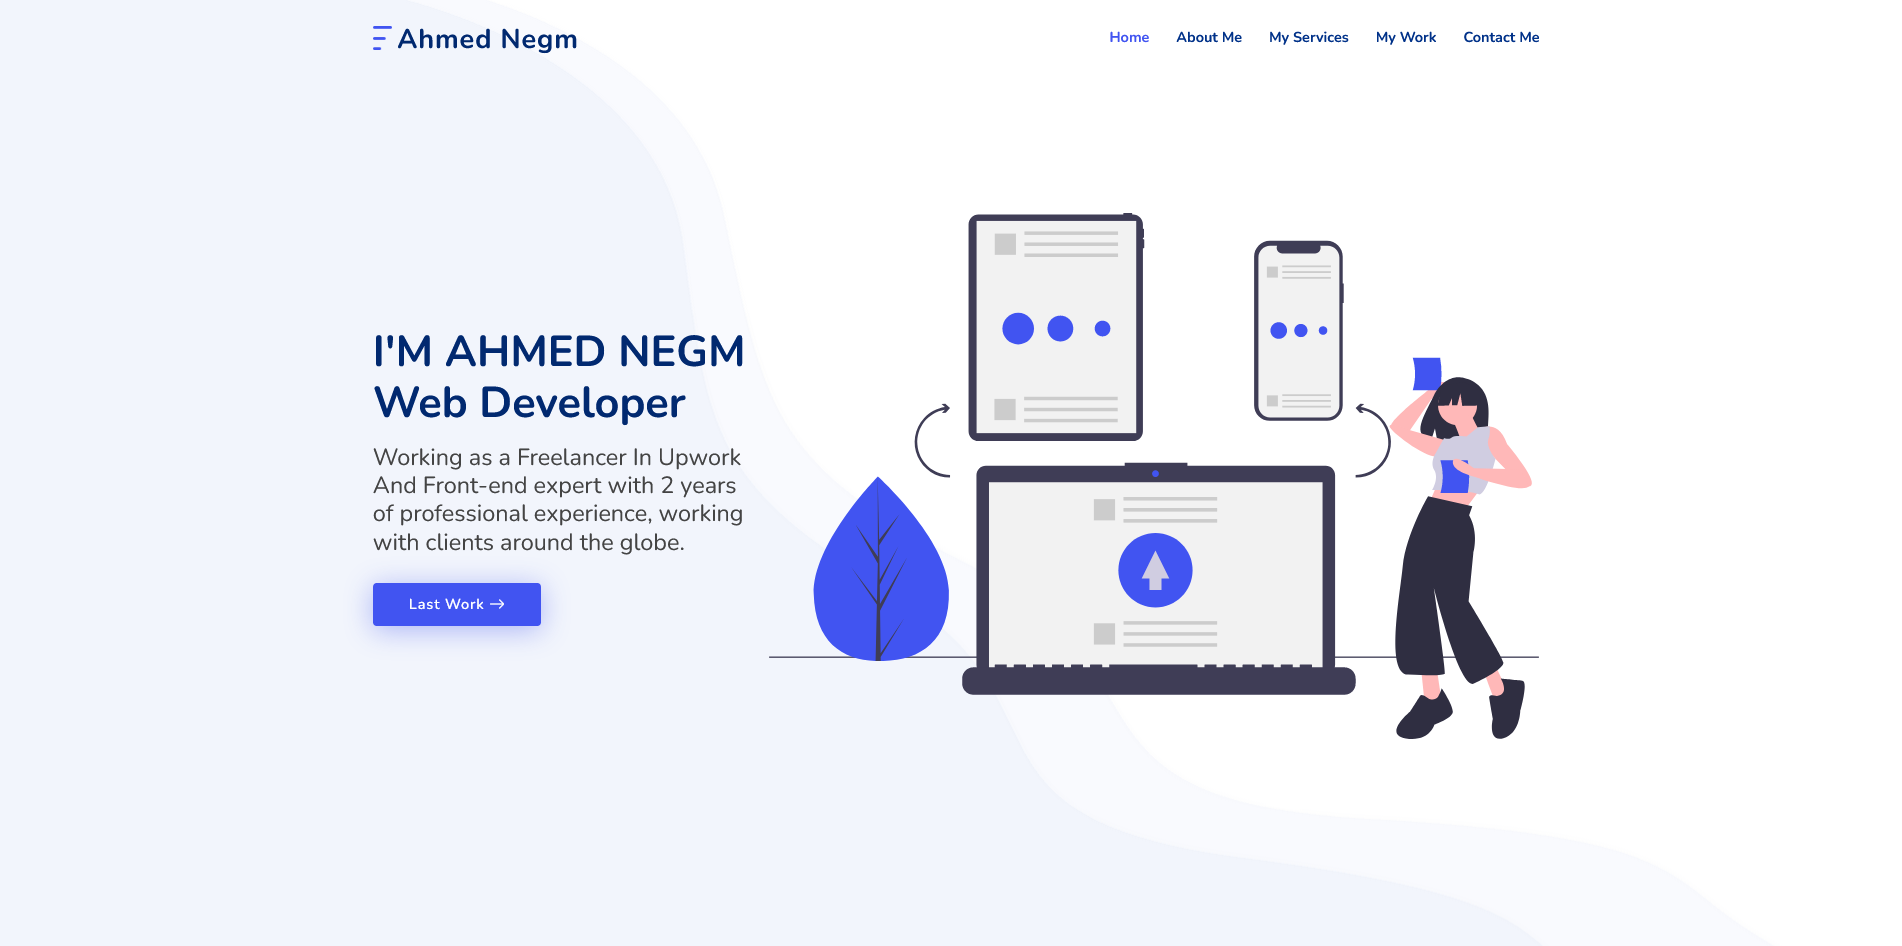 Ahmed Negm
Home About Me My Services My Work Contact Me
I'M AHMED NEGM
Web Developer
Working as a Freelancer In Upwork
And Front-end expert with 2 years
of professional experience, working
with clients around the globe.
Last Work →